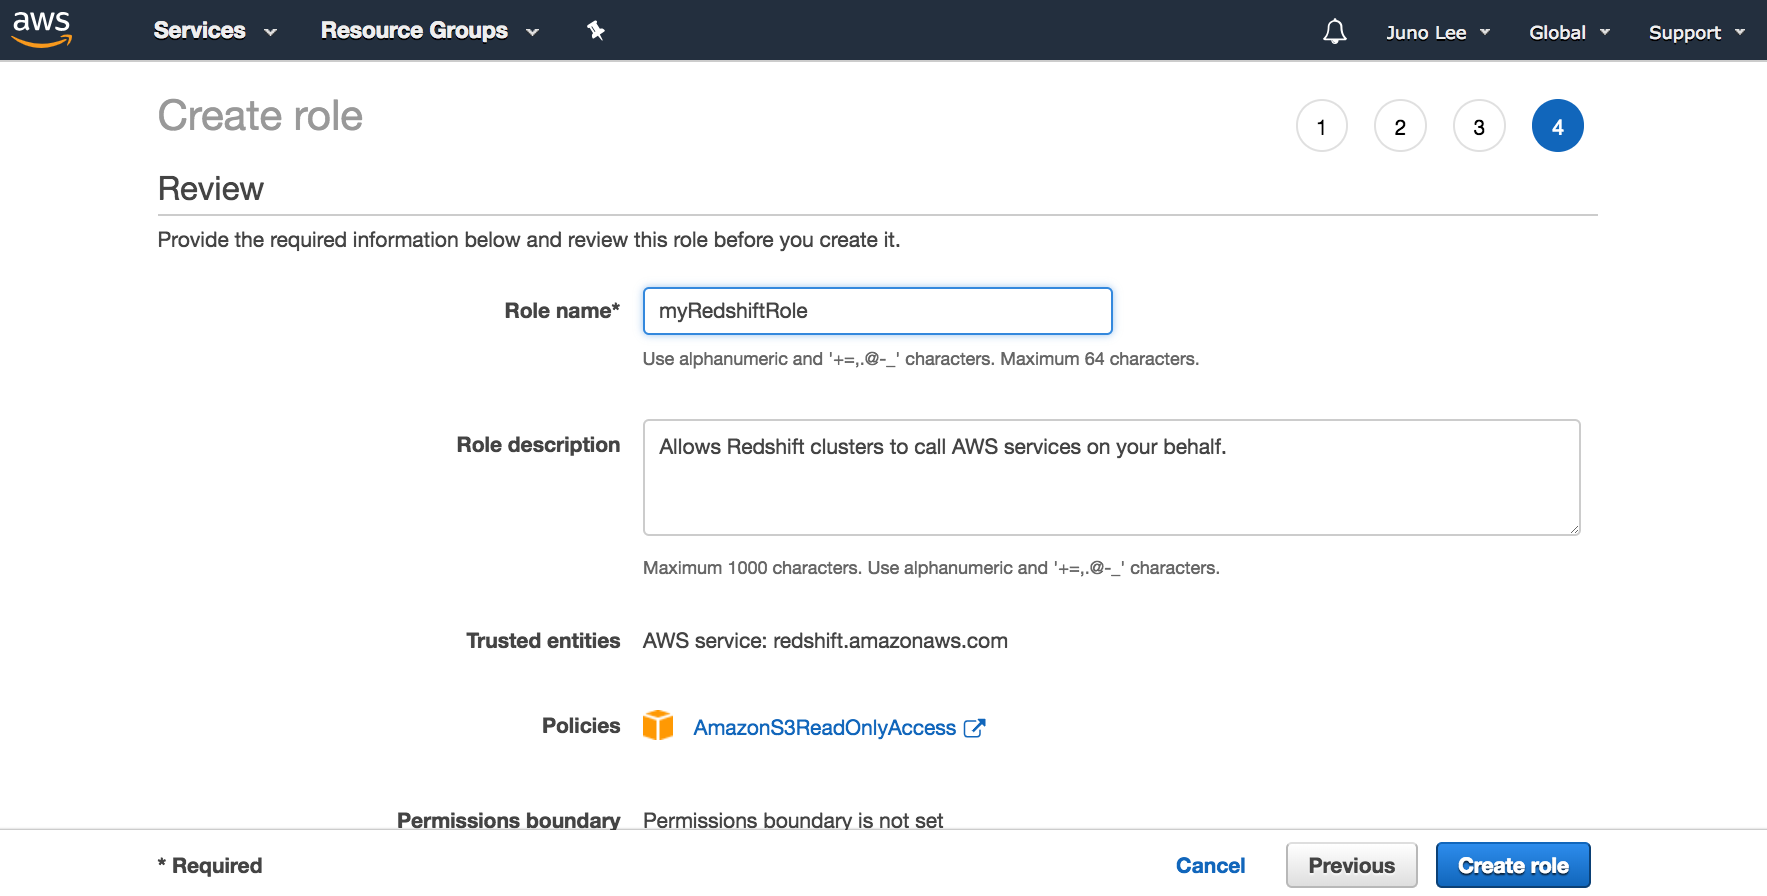 aws Services Resource Groups Juno Lee Global Support
Create role 1 2 3 4
Review
Provide the required information below and review this role before you create it.
Role name* myRedshiftRole
Use alphanumeric and '+=,.@-_' characters. Maximum 64 characters.
Role description Allows Redshift clusters to call AWS services on your behalf.
Maximum 1000 characters. Use alphanumeric and '+=,.@-_' characters.
Trusted entities AWS service: redshift.amazonaws.com
Policies AmazonS3ReadOnlyAccess
Permissions boundary Permissions boundary is not set
* Required Cancel Previous Create role